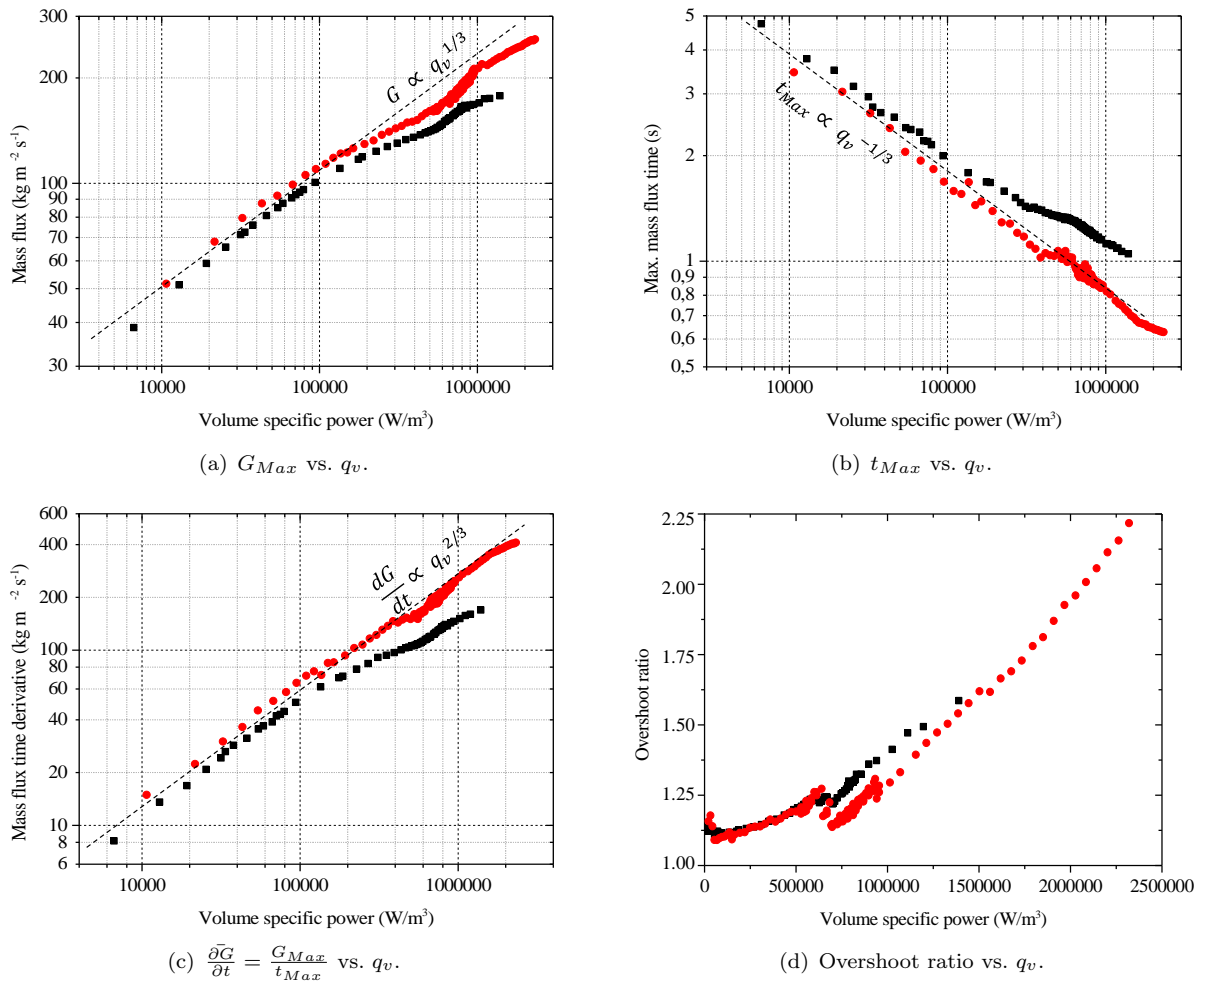 300
200
100
90
80
70
60
50
40
30
Mass flux (kg m⁻² s⁻¹)
G ∝ q_v^{1/3}
10000
100000
1000000
Volume specific power (W/m³)
(a) G_{Max} vs. q_v.
5
4
3
2
1
0,9
0,8
0,7
0,6
0,5
Max. mass flux time (s)
t_{Max} ∝ q_v^{-1/3}
10000
100000
1000000
Volume specific power (W/m³)
(b) t_{Max} vs. q_v.
600
400
200
100
80
60
40
20
10
8
6
Mass flux time derivative (kg m⁻² s⁻¹)
dG/dt ∝ q_v^{2/3}
10000
100000
1000000
Volume specific power (W/m³)
(c) ∂G̅/∂t = G_{Max}/t_{Max} vs. q_v.
2.25
2.00
1.75
1.50
1.25
1.00
Overshoot ratio
0 500000 1000000 1500000 2000000 2500000
Volume specific power (W/m³)
(d) Overshoot ratio vs. q_v.